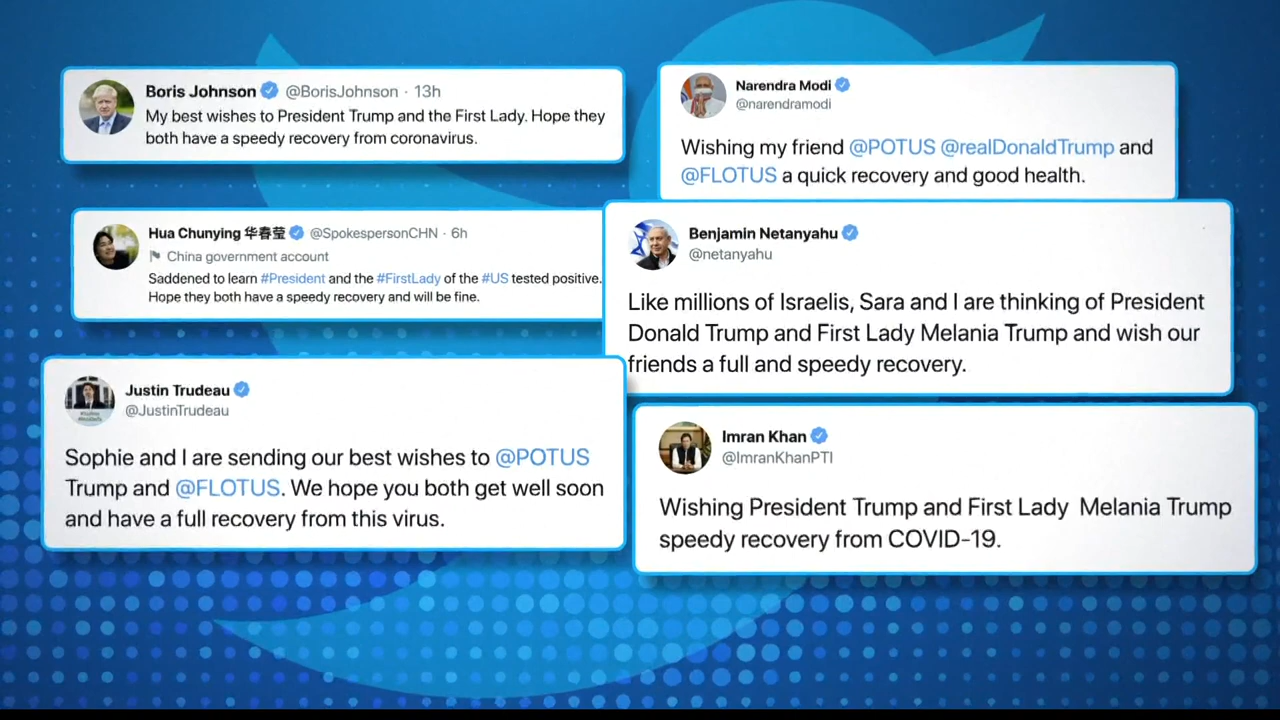 Boris Johnson @BorisJohnson · 13h
My best wishes to President Trump and the First Lady. Hope they
both have a speedy recovery from coronavirus.
Narendra Modi
@narendramodi
Wishing my friend @POTUS @realDonaldTrump and
@FLOTUS a quick recovery and good health.
Hua Chunying 华春莹 @SpokespersonCHN · 6h
China government account
Saddened to learn #President and the #FirstLady of the #US tested positive.
Hope they both have a speedy recovery and will be fine.
Benjamin Netanyahu
@netanyahu
Like millions of Israelis, Sara and I are thinking of President
Donald Trump and First Lady Melania Trump and wish our
friends a full and speedy recovery.
Justin Trudeau
@JustinTrudeau
Sophie and I are sending our best wishes to @POTUS
Trump and @FLOTUS. We hope you both get well soon
and have a full recovery from this virus.
Imran Khan
@ImranKhanPTI
Wishing President Trump and First Lady Melania Trump
speedy recovery from COVID-19.